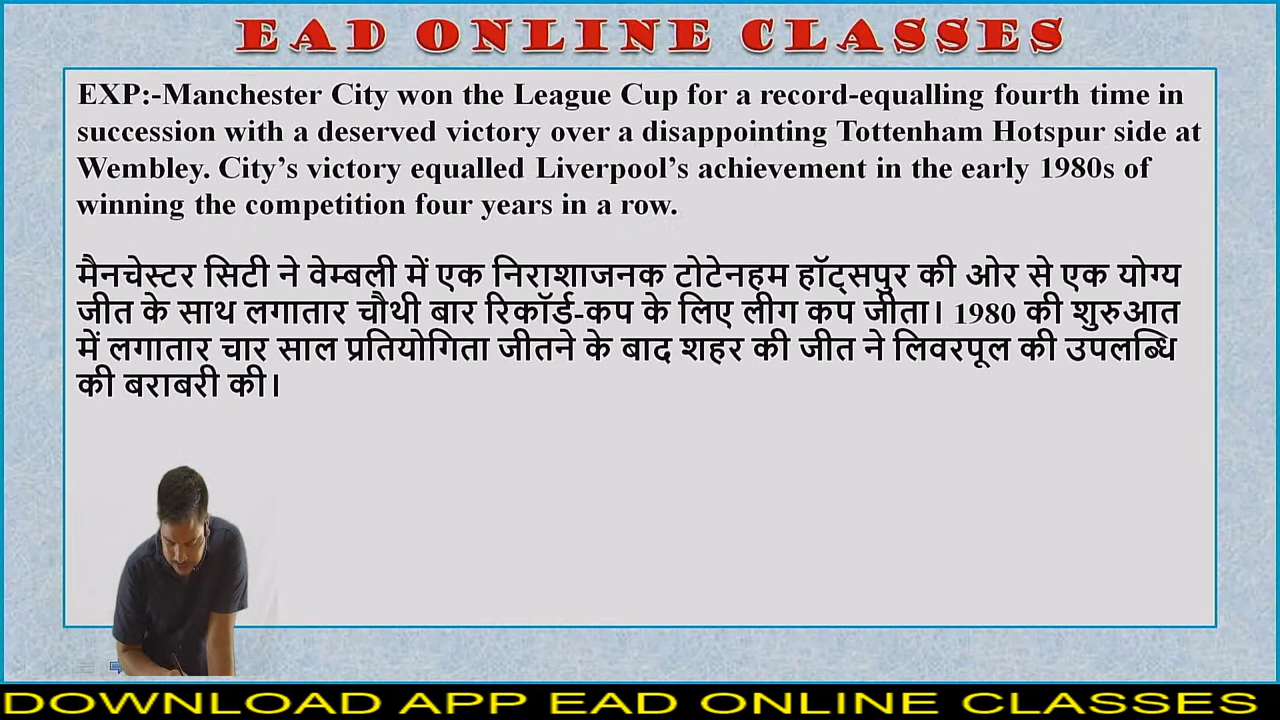 EAD ONLINE CLASSES
EXP:-Manchester City won the League Cup for a record-equalling fourth time in
succession with a deserved victory over a disappointing Tottenham Hotspur side at
Wembley. City’s victory equalled Liverpool’s achievement in the early 1980s of
winning the competition four years in a row.
मैनचेस्टर सिटी ने वेम्बली में एक निराशाजनक टोटेनहम हॉट्सपुर की ओर से एक योग्य
जीत के साथ लगातार चौथी बार रिकॉर्ड-कप के लिए लीग कप जीता। 1980 की शुरुआत
में लगातार चार साल प्रतियोगिता जीतने के बाद शहर की जीत ने लिवरपूल की उपलब्धि
की बराबरी की।
DOWNLOAD APP EAD ONLINE CLASSES